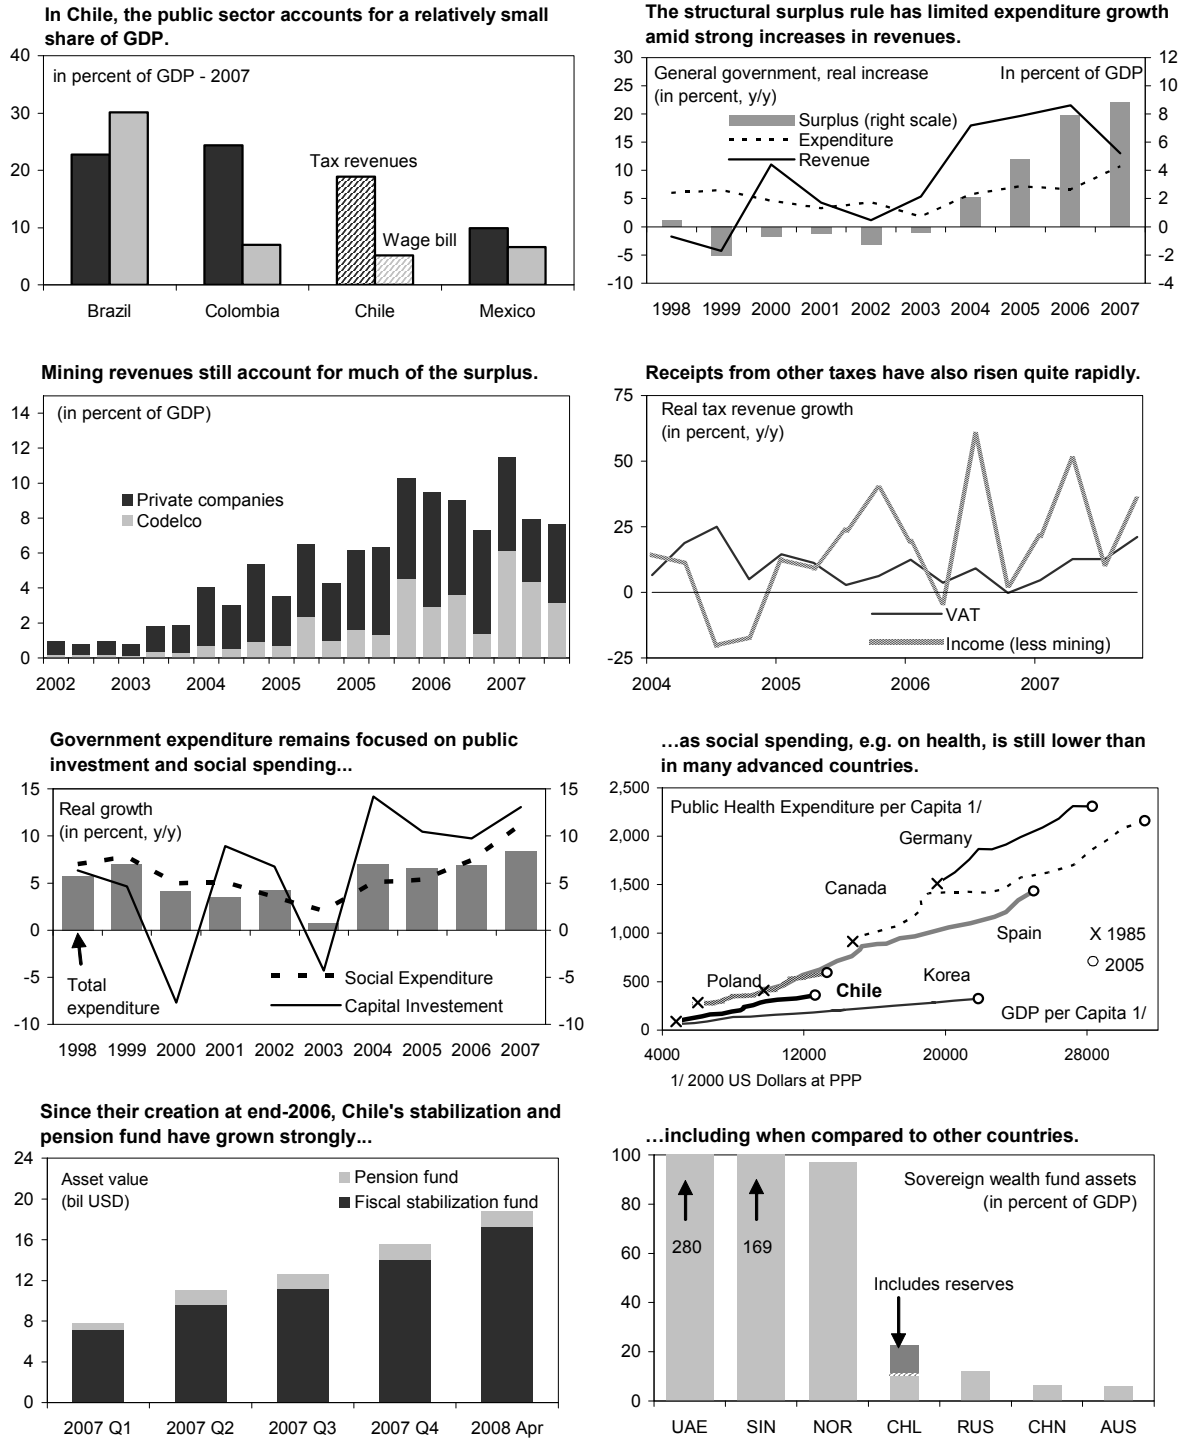 In Chile, the public sector accounts for a relatively small
share of GDP.
40
30
20
10
0
in percent of GDP - 2007
Tax revenues
Wage bill
Brazil Colombia Chile Mexico
The structural surplus rule has limited expenditure growth
amid strong increases in revenues.
30
25
20
15
10
5
0
-5
-10
General government, real increase
(in percent, y/y)
In percent of GDP
Surplus (right scale)
Expenditure
Revenue
12
10
8
6
4
2
0
-2
-4
1998 1999 2000 2001 2002 2003 2004 2005 2006 2007
Mining revenues still account for much of the surplus.
14
12
10
8
6
4
2
0
(in percent of GDP)
Private companies
Codelco
2002 2003 2004 2005 2005 2006 2007
Receipts from other taxes have also risen quite rapidly.
75
50
25
0
-25
Real tax revenue growth
(in percent, y/y)
VAT
Income (less mining)
2004 2005 2006 2007
Government expenditure remains focused on public
investment and social spending...
15
10
5
0
-5
-10
Real growth
(in percent, y/y)
Total
expenditure
Social Expenditure
Capital Investement
15
10
5
0
-5
-10
1998 1999 2000 2001 2002 2003 2004 2005 2006 2007
…as social spending, e.g. on health, is still lower than
in many advanced countries.
2,500
2,000
1,500
1,000
500
0
Public Health Expenditure per Capita 1/
Germany
Canada
Spain
X 1985
O 2005
Poland
Korea
Chile
GDP per Capita 1/
4000 12000 20000 28000
1/ 2000 US Dollars at PPP
Since their creation at end-2006, Chile's stabilization and
pension fund have grown strongly...
24
20
16
12
8
4
0
Asset value
(bil USD)
Pension fund
Fiscal stabilization fund
2007 Q1 2007 Q2 2007 Q3 2007 Q4 2008 Apr
…including when compared to other countries.
100
80
60
40
20
0
Sovereign wealth fund assets
(in percent of GDP)
280
169
Includes reserves
UAE SIN NOR CHL RUS CHN AUS